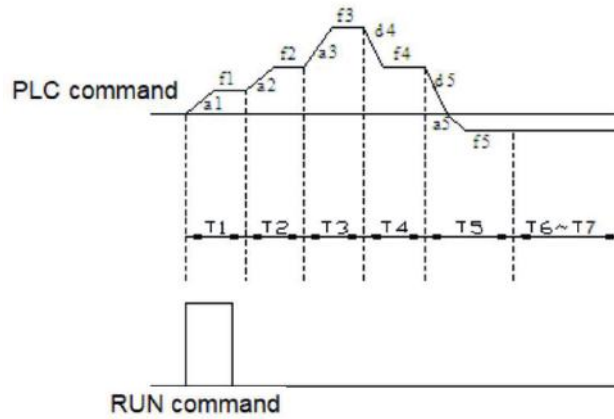 f3
d4
f2
a3
f4
f1
a2
d5
PLC command
a1
a5
f5
T1 T2 T3 T4 T5 T6~T7
RUN command